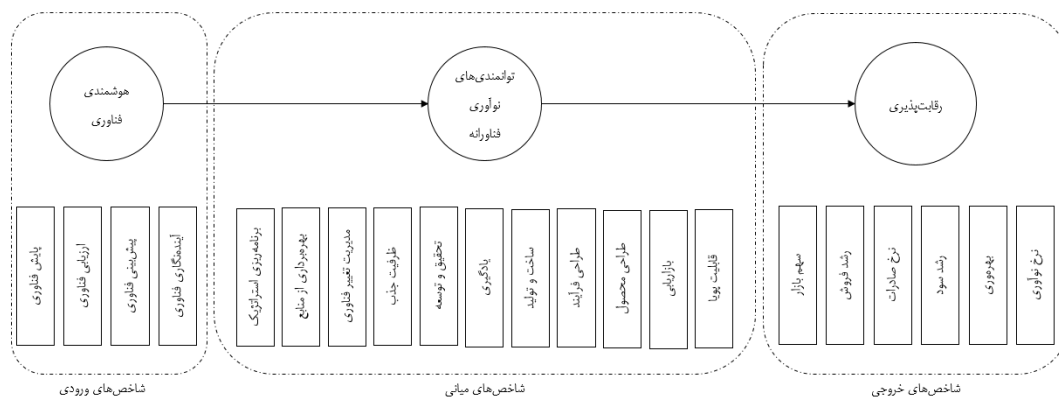 هوشمندی
فناوری
توانمندی‌های
نوآوری
فناورانه
رقابت‌پذیری
پایش فناوری
ارزیابی فناوری
پیش‌بینی فناوری
آینده‌نگاری فناوری
برنامه‌ریزی استراتژیک
بهره‌برداری از منابع
مدیریت تغییر فناوری
ظرفیت جذب
تحقیق و توسعه
یادگیری
ساخت و تولید
طراحی فرآیند
طراحی محصول
بازاریابی
قابلیت پویا
سهم بازار
رشد فروش
نرخ صادرات
رشد سود
بهره‌وری
نرخ نوآوری
شاخص‌های ورودی
شاخص‌های میانی
شاخص‌های خروجی